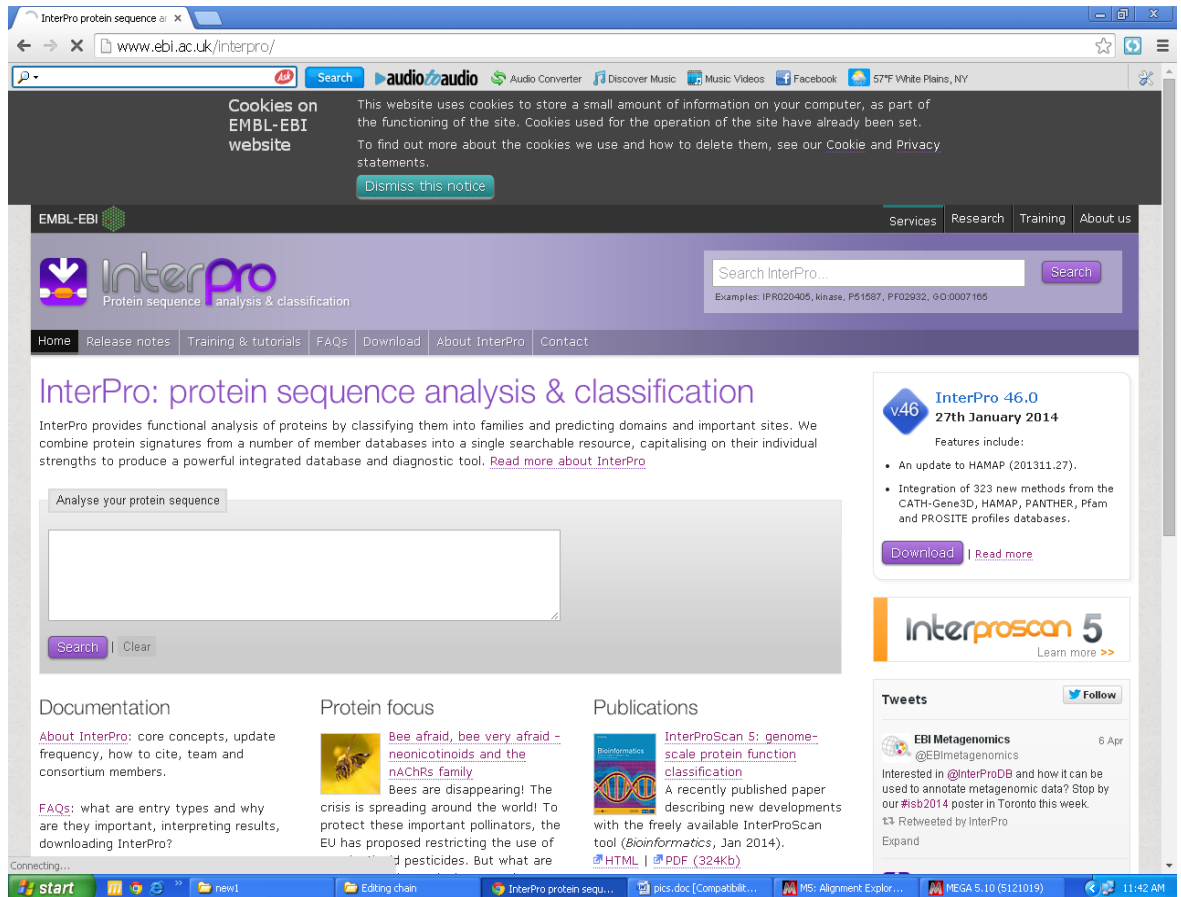 InterPro protein sequence a
www.ebi.ac.uk/interpro/
Ask
Search
audiotoaudio
Audio Converter
Discover Music
Music Videos
Facebook
57°F White Plains, NY
Cookies on
EMBL-EBI
website
This website uses cookies to store a small amount of information on your computer, as part of
the functioning of the site. Cookies used for the operation of the site have already been set.
To find out more about the cookies we use and how to delete them, see our Cookie and Privacy
statements.
Dismiss this notice
EMBL-EBI
Services
Research
Training
About us
InterPro
Protein sequence analysis & classification
Search InterPro...
Search
Examples: IPR020405, kinase, P51587, PF02932, GO:0007165
Home
Release notes
Training & tutorials
FAQs
Download
About InterPro
Contact
InterPro: protein sequence analysis & classification
InterPro provides functional analysis of proteins by classifying them into families and predicting domains and important sites. We
combine protein signatures from a number of member databases into a single searchable resource, capitalising on their individual
strengths to produce a powerful integrated database and diagnostic tool. Read more about InterPro
Analyse your protein sequence
Search | Clear
Documentation
About InterPro: core concepts, update
frequency, how to cite, team and
consortium members.
FAQs: what are entry types and why
are they important, interpreting results,
downloading InterPro?
Protein focus
Bee afraid, bee very afraid -
neonicotinoids and the
nAChRs family
Bees are disappearing! The
crisis is spreading around the world! To
protect these important pollinators, the
EU has proposed restricting the use of
pesticides. But what are
Publications
Bioinformatics
InterProScan 5: genome-
scale protein function
classification
A recently published paper
describing new developments
with the freely available InterProScan
tool (Bioinformatics, Jan 2014).
HTML | PDF (324Kb)
v.46
InterPro 46.0
27th January 2014
Features include:
• An update to HAMAP (201311.27).
• Integration of 323 new methods from the
CATH-Gene3D, HAMAP, PANTHER, Pfam
and PROSITE profiles databases.
Download | Read more
interproscan 5
Learn more >>
Tweets
Follow
EBI Metagenomics
6 Apr
@EBImetagenomics
Interested in @InterProDB and how it can be
used to annotate metagenomic data? Stop by
our #isb2014 poster in Toronto this week.
Retweeted by InterPro
Expand
Connecting...
start
new1
Editing chain
InterPro protein sequ...
pics.doc [Compatibilit...
M5: Alignment Explor...
MEGA 5.10 (5121019)
11:42 AM